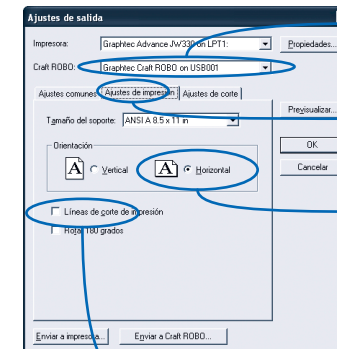 Ajustes de salida
Impresora: Graphtec Advance JW330 on LPT1: Propiedades...
Craft ROBO: Graphtec Craft ROBO on USB001
Ajustes comunes Ajustes de impresión Ajustes de corte
Previsualizar...
Tamaño del soporte: ANSI A 8.5 x 11 in
OK
Orientación
Cancelar
A Vertical A Horizontal
Líneas de corte de impresión
Rotar 180 grados
Enviar a impresora... Enviar a Craft ROBO...